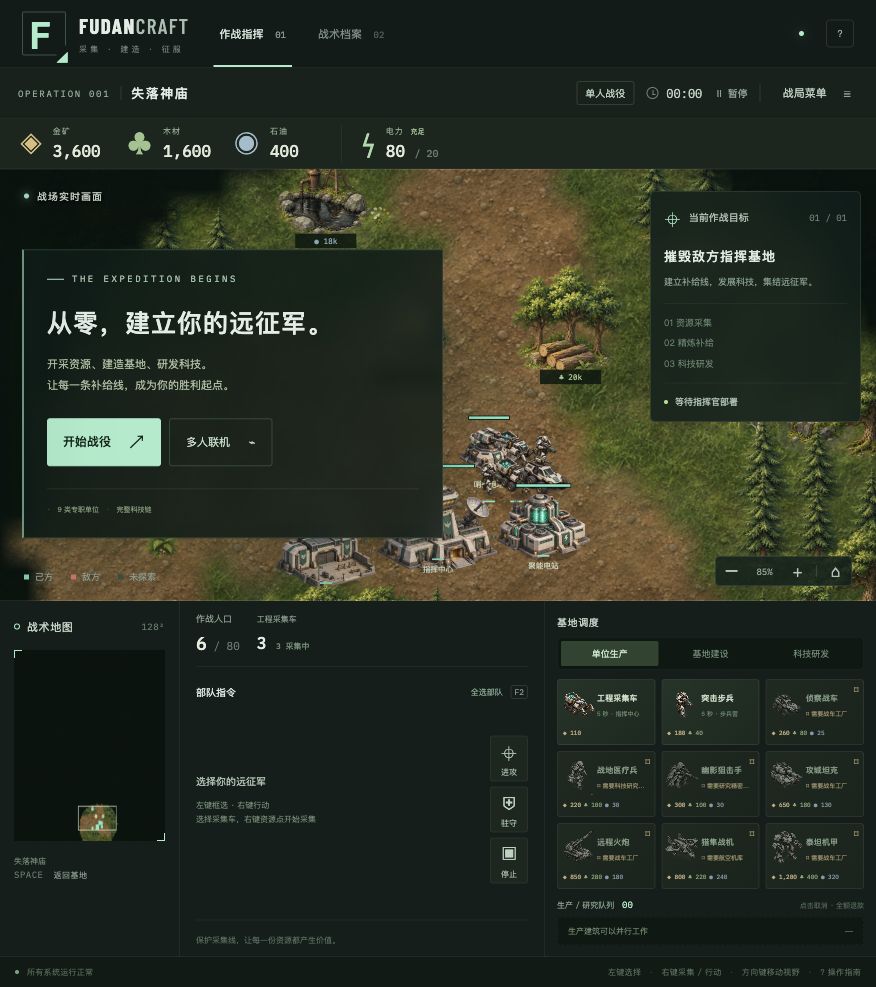 F
FUDANCRAFT
采集 · 建造 · 征服
作战指挥 01
战术档案 02
?
OPERATION 001
失落神庙
单人战役
00:00
暂停
战局菜单
金矿
3,600
木材
1,600
石油
400
电力 充足
80 / 20
战场实时画面
18k
THE EXPEDITION BEGINS
从零，建立你的远征军。
开采资源、建造基地、研发科技。
让每一条补给线，成为你的胜利起点。
开始战役
多人联机
9 类专职单位 · 完整科技链
当前作战目标 01 / 01
摧毁敌方指挥基地
建立补给线，发展科技，集结远征军。
01 资源采集
02 精炼补给
03 科技研发
等待指挥官部署
20k
指挥中心
聚能电站
己方
敌方
未探索
85%
战术地图 128²
失落神庙
SPACE 返回基地
作战人口
6 / 80
工程采集车
3 3 采集中
部队指令
全选部队 F2
选择你的远征军
左键框选 · 右键行动
选择采集车，右键资源点开始采集
进攻
驻守
停止
保护采集线，让每一份资源都产生价值。
基地调度
单位生产
基地建设
科技研发
工程采集车
5 秒 · 指挥中心
110
突击步兵
6 秒 · 步兵营
180 40
侦察战车
需要战车工厂
260 80 25
战地医疗兵
需要科技研究…
220 100 30
幽影狙击手
需要研究精密…
300 100 30
攻城坦克
需要战车工厂
650 180 130
远程火炮
需要战车工厂
850 280 180
猎隼战机
需要航空机库
800 220 240
泰坦机甲
需要战车工厂
1,200 400 320
生产 / 研究队列 00
点击取消 · 全额退款
生产建筑可以并行工作
所有系统运行正常
左键选择 · 右键采集 / 行动 · 方向键移动视野 · ? 操作指南